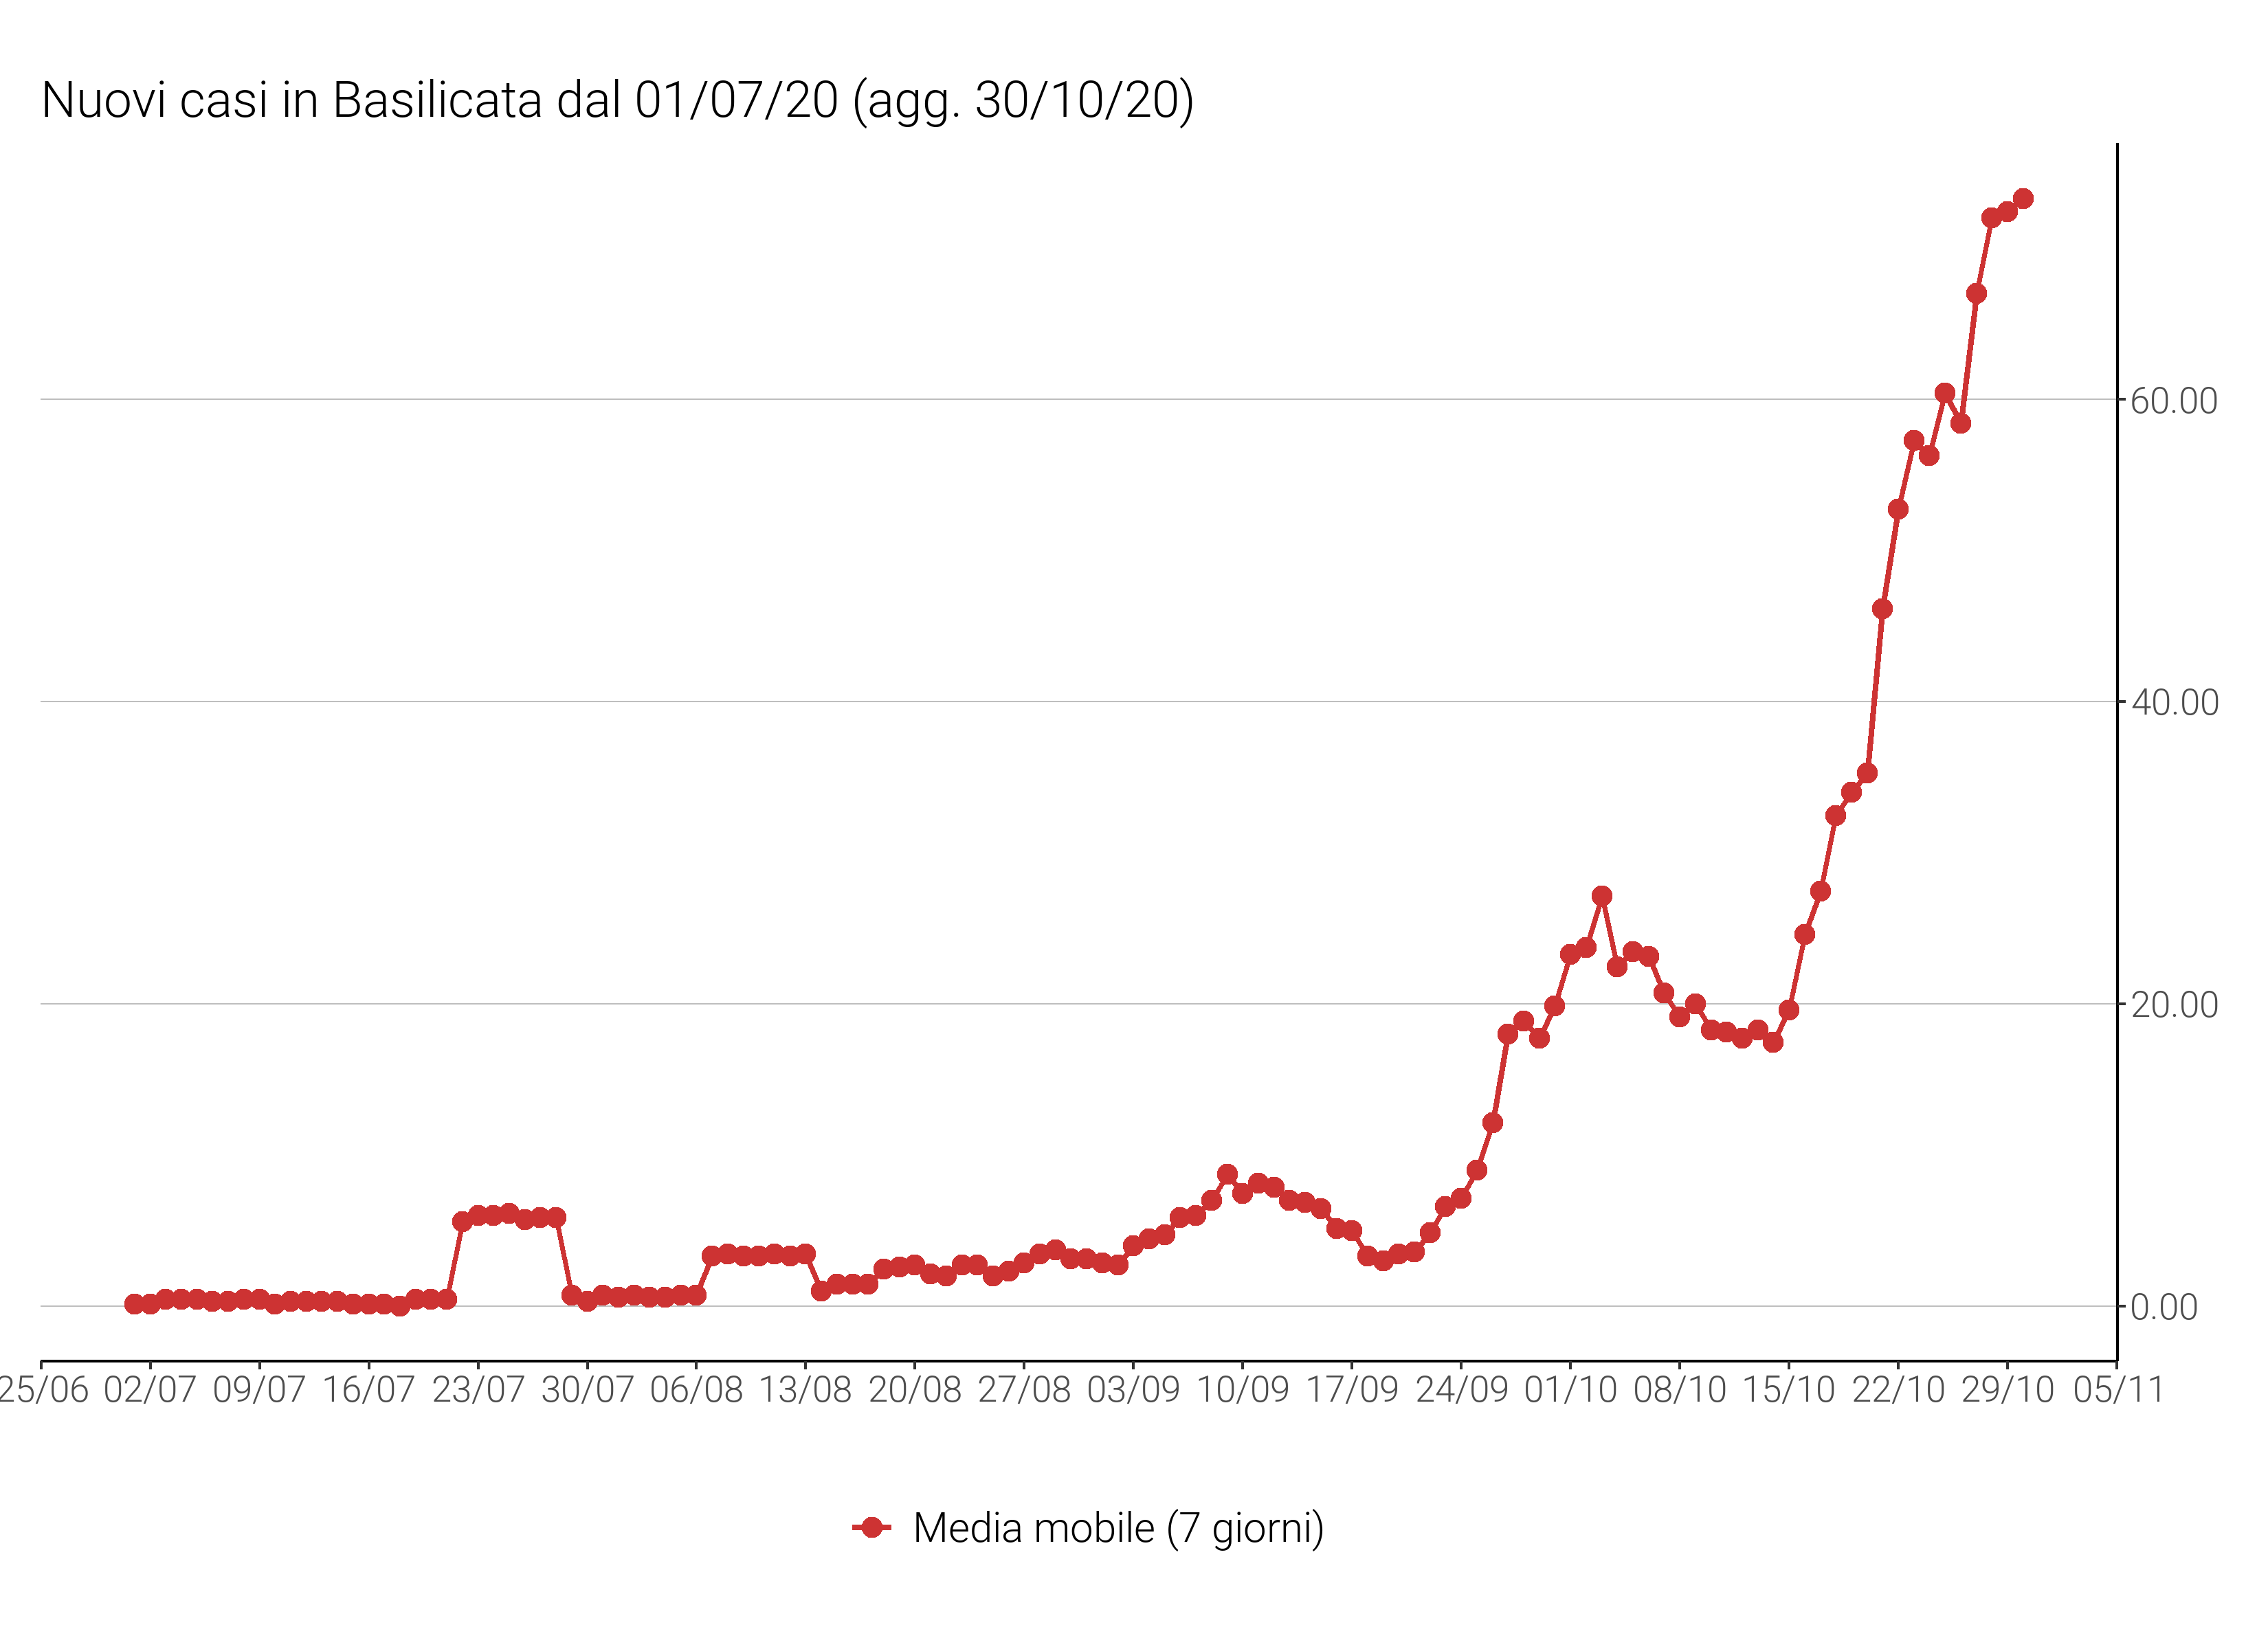 Nuovi casi in Basilicata dal 01/07/20 (agg. 30/10/20)
60.00
40.00
20.00
0.00
25/06 02/07 09/07 16/07 23/07 30/07 06/08 13/08 20/08 27/08 03/09 10/09 17/09 24/09 01/10 08/10 15/10 22/10 29/10 05/11
Media mobile (7 giorni)